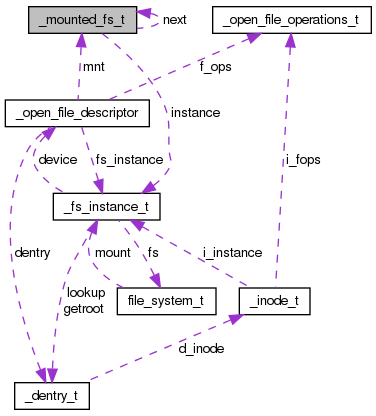 _mounted_fs_t
_open_file_operations_t
next
mnt
f_ops
_open_file_descriptor
instance
device
fs_instance
i_fops
_fs_instance_t
dentry
mount
fs
i_instance
lookup
getroot
file_system_t
_inode_t
d_inode
_dentry_t